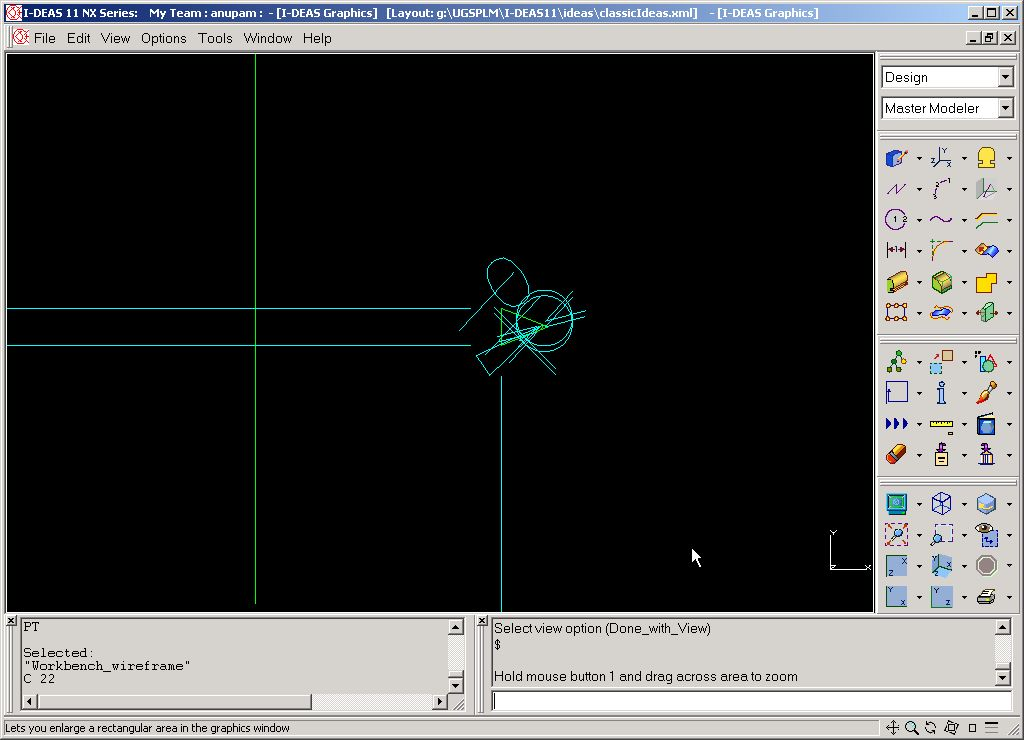 I-DEAS 11 NX Series:   My Team : anupam :  - [I-DEAS Graphics]  [Layout: g:\UGSPLM\I-DEAS11\ideas\classicIdeas.xml]   - [I-DEAS Graphics]
File Edit View Options Tools Window Help
Design
Master Modeler
Y
X
Z
PT
Selected:
"Workbench_wireframe"
C 22
Select view option (Done_with_View)
$
Hold mouse button 1 and drag across area to zoom
Lets you enlarge a rectangular area in the graphics window